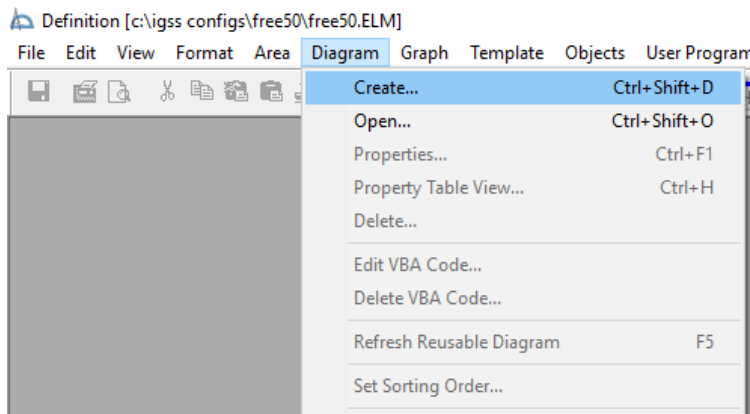 Definition [c:\igss configs\free50\free50.ELM]
File Edit View Format Area Diagram Graph Template Objects User Program
Create... Ctrl+Shift+D
Open... Ctrl+Shift+O
Properties... Ctrl+F1
Property Table View... Ctrl+H
Delete...
Edit VBA Code...
Delete VBA Code...
Refresh Reusable Diagram F5
Set Sorting Order...